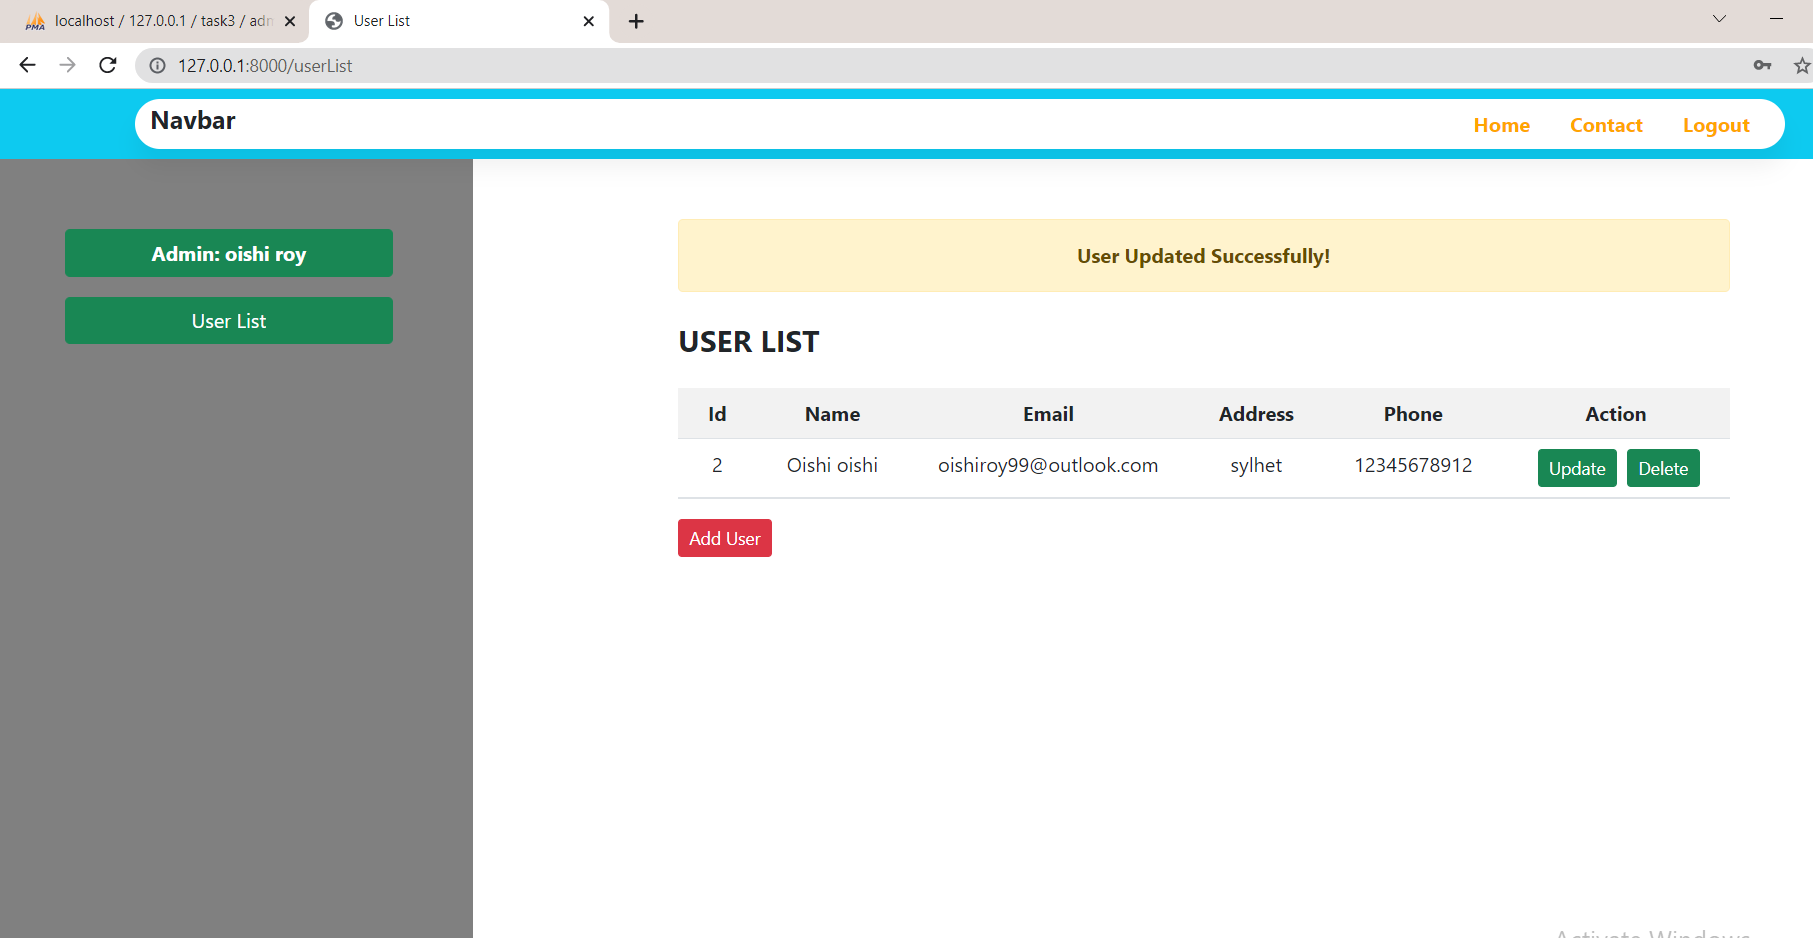 localhost / 127.0.0.1 / task3 / adm
User List
127.0.0.1:8000/userList
Navbar
Home Contact Logout
Admin: oishi roy
User List
User Updated Successfully!
USER LIST
Id Name Email Address Phone Action
2 Oishi oishi oishiroy99@outlook.com sylhet 12345678912 Update Delete
Add User
Activate Windows